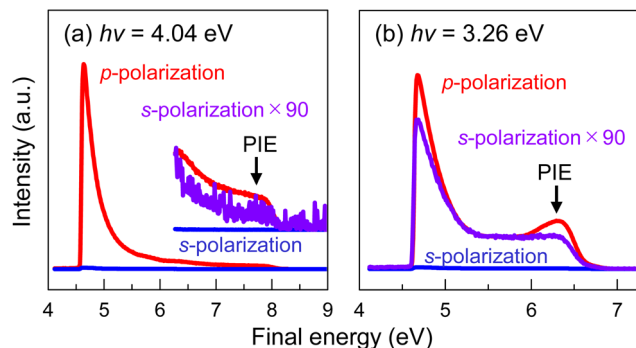 (a) hν = 4.04 eV
p-polarization
s-polarization × 90
PIE
s-polarization
4 5 6 7 8 9
(b) hν = 3.26 eV
p-polarization
s-polarization × 90
PIE
s-polarization
4 5 6 7
Intensity (a.u.)
Final energy (eV)